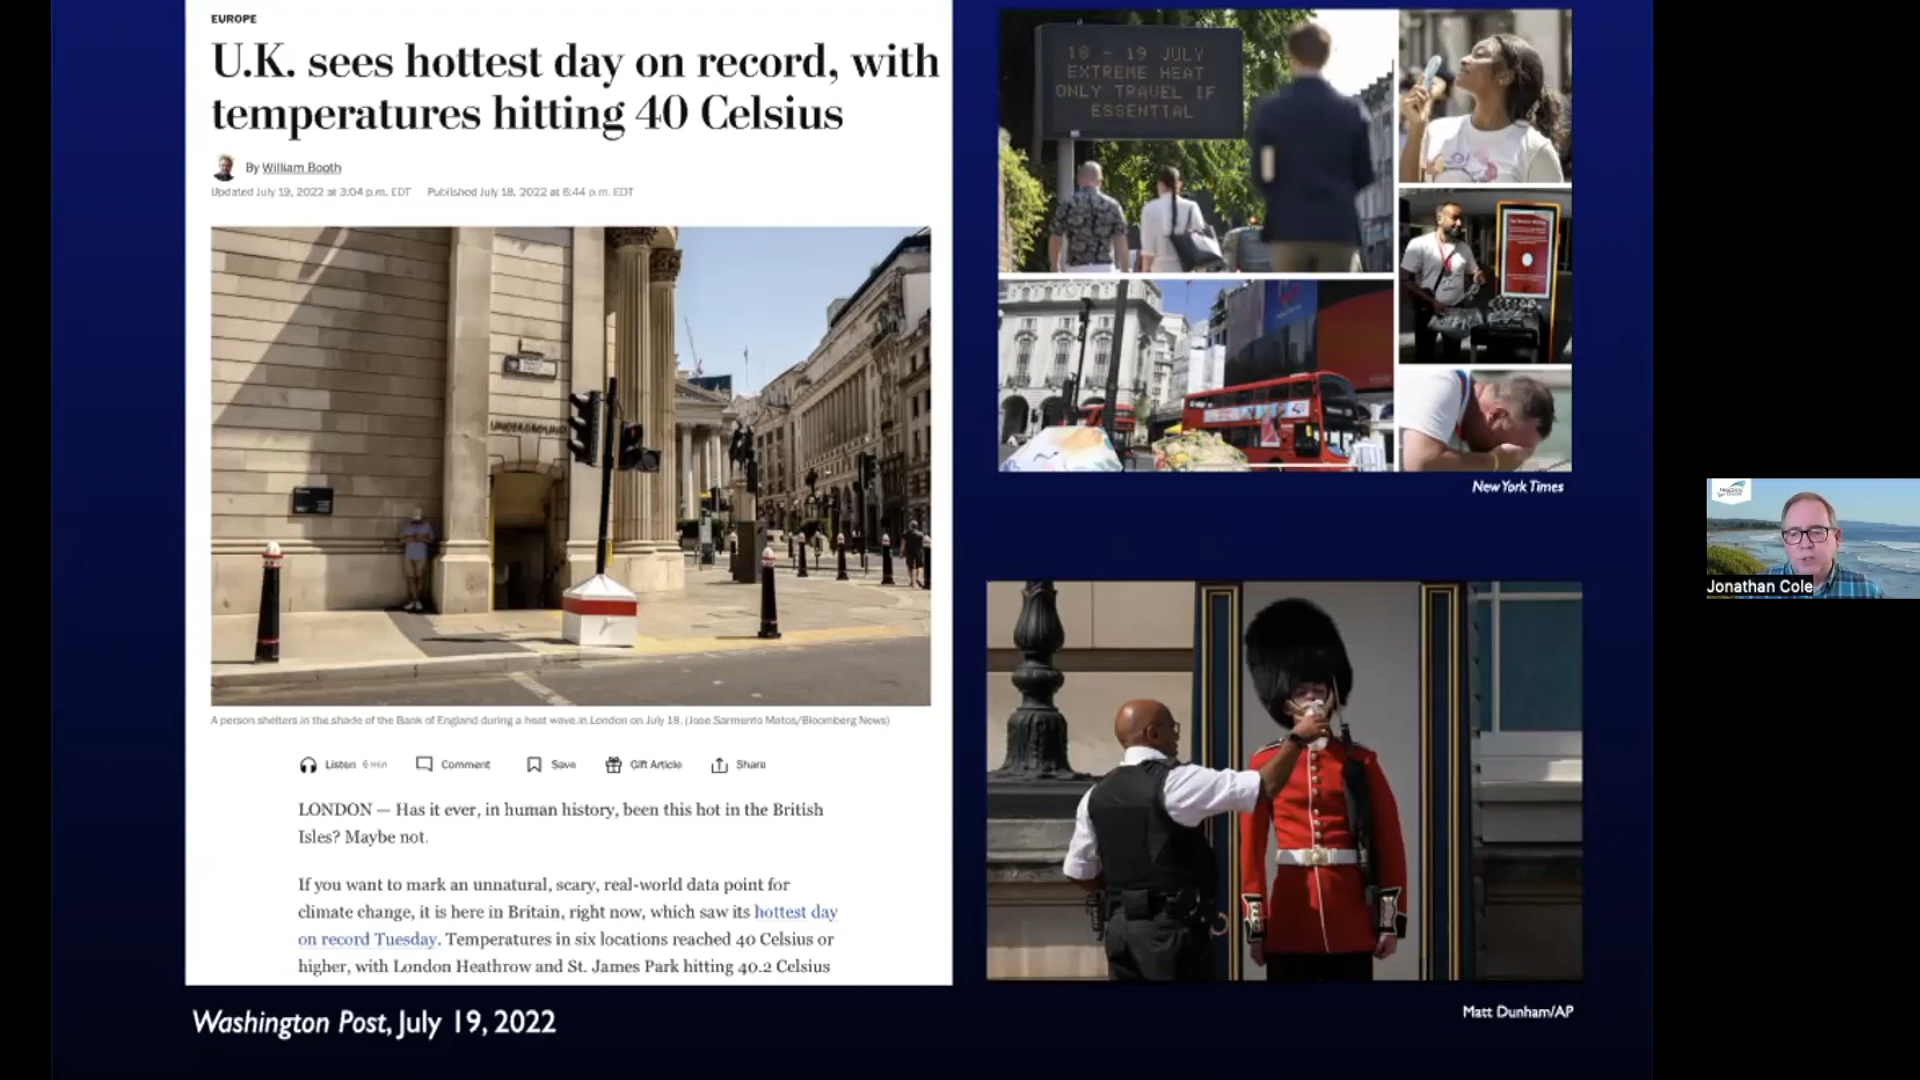 EUROPE
U.K. sees hottest day on record, with
temperatures hitting 40 Celsius
By William Booth
Updated July 19, 2022 at 3:04 p.m. EDT Published July 18, 2022 at 6:44 p.m. EDT
UNDERGROUND
A person shelters in the shade of the Bank of England during a heat wave in London on July 18. (Jose Sarmento Matos/Bloomberg News)
Listen 6 min Comment Save Gift Article Share
LONDON — Has it ever, in human history, been this hot in the British
Isles? Maybe not.
If you want to mark an unnatural, scary, real-world data point for
climate change, it is here in Britain, right now, which saw its hottest day
on record Tuesday. Temperatures in six locations reached 40 Celsius or
higher, with London Heathrow and St. James Park hitting 40.2 Celsius
Washington Post, July 19, 2022
18 - 19 JULY
EXTREME HEAT
ONLY TRAVEL IF
ESSENTIAL
New York Times
Matt Dunham/AP
Jonathan Cole